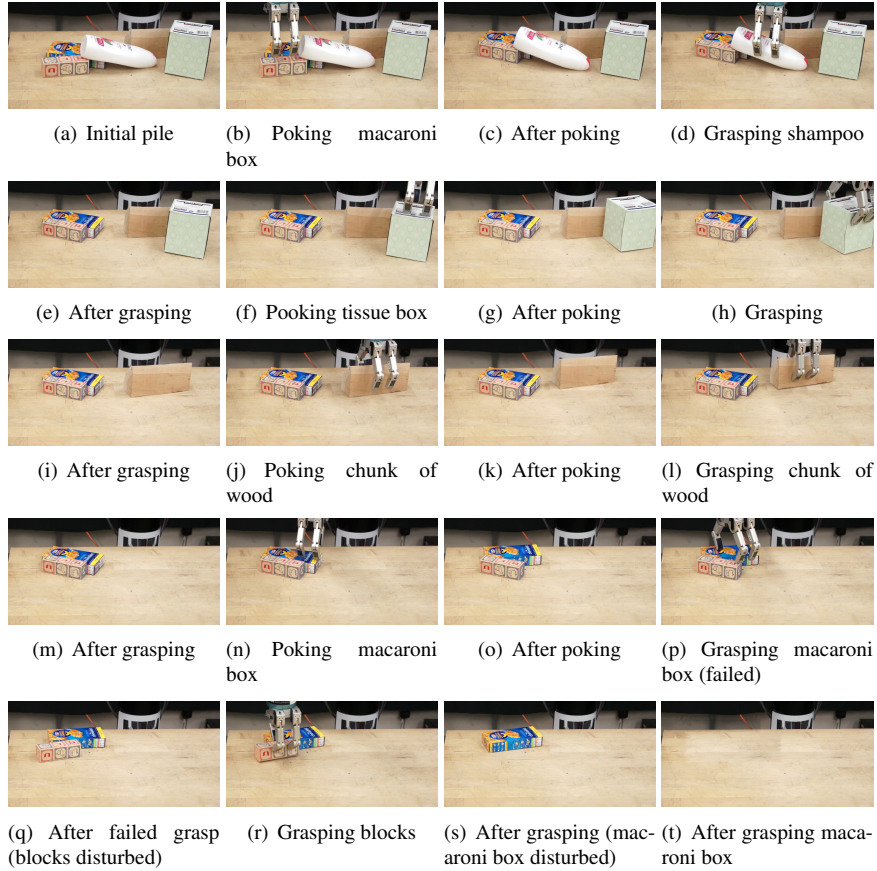 (a) Initial pile
(b) Poking macaroni
box
(c) After poking
(d) Grasping shampoo
(e) After grasping
(f) Pooking tissue box
(g) After poking
(h) Grasping
(i) After grasping
(j) Poking chunk of
wood
(k) After poking
(l) Grasping chunk of
wood
(m) After grasping
(n) Poking macaroni
box
(o) After poking
(p) Grasping macaroni
box (failed)
(q) After failed grasp
(blocks disturbed)
(r) Grasping blocks
(s) After grasping (mac-
aroni box disturbed)
(t) After grasping maca-
roni box